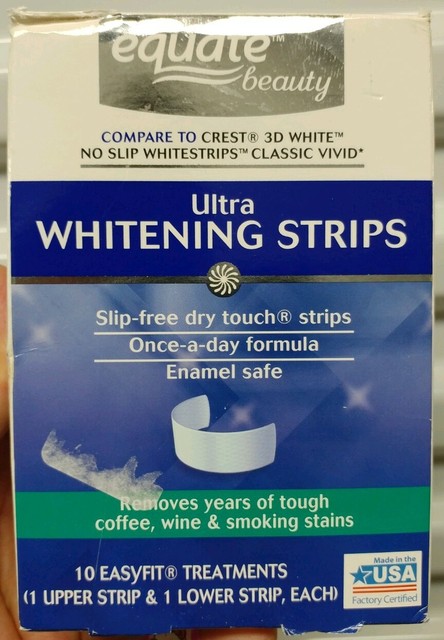 equate™
beauty
COMPARE TO CREST® 3D WHITE™
NO SLIP WHITESTRIPS™ CLASSIC VIVID*
Ultra
WHITENING STRIPS
Slip-free dry touch® strips
Once-a-day formula
Enamel safe
Removes years of tough
coffee, wine & smoking stains
10 EASYFIT® TREATMENTS
(1 UPPER STRIP & 1 LOWER STRIP, EACH)
Made in the
USA
Factory Certified